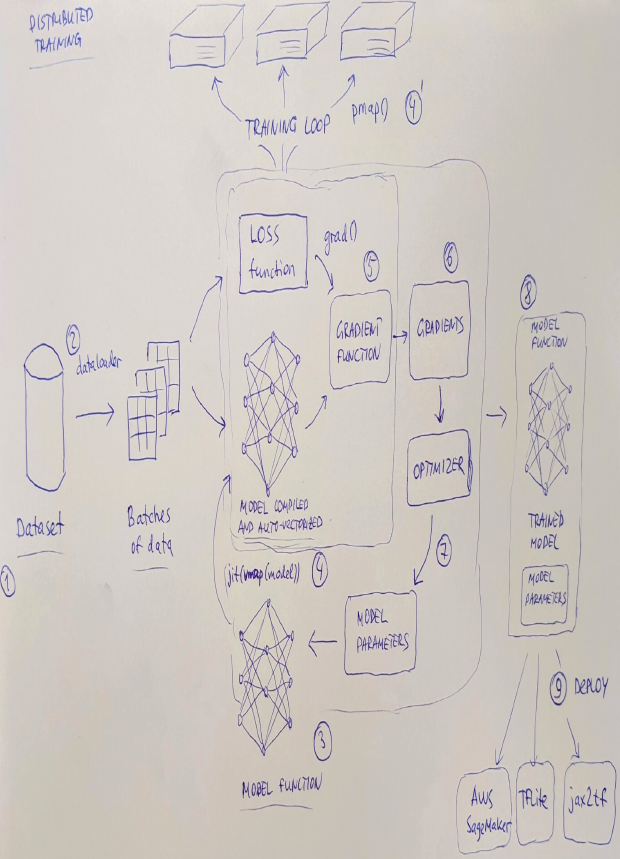 DISTRIBUTED
TRAINING
TRAINING LOOP
pmap()
4'
LOSS
function
grad()
5
GRADIENT
FUNCTION
6
GRADIENTS
OPTIMIZER
7
8
MODEL
FUNCTION
TRAINED
MODEL
MODEL
PARAMETERS
2
dataloader
Dataset
1
Batches
of data
MODEL COMPILED
AND AUTO-VECTORIZED
(jit(vmap(model))
4
MODEL
PARAMETERS
3
MODEL FUNCTION
9
DEPLOY
AWS
SageMaker
TFLite
jax2tf